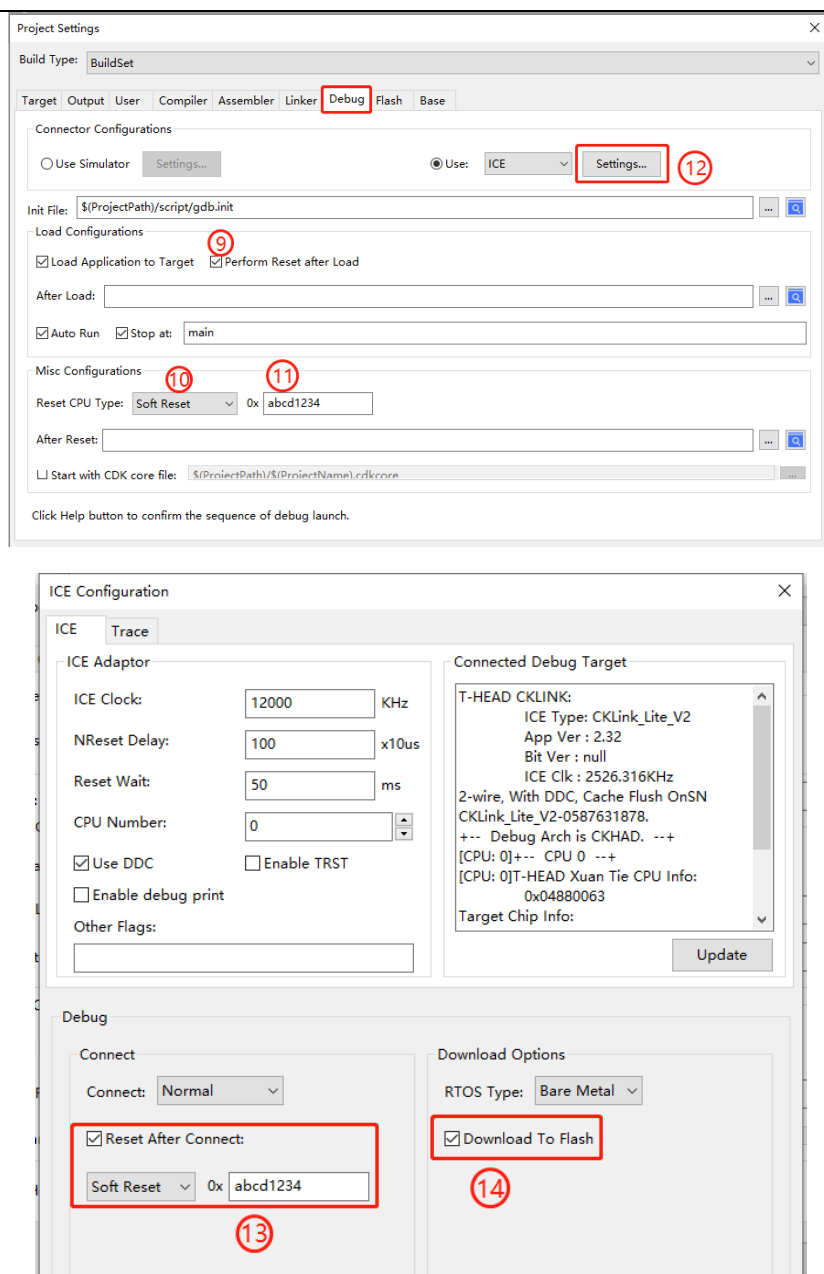 Project Settings
Build Type: BuildSet
Target Output User Compiler Assembler Linker Debug Flash Base
Connector Configurations
Use Simulator Settings... Use: ICE Settings... 12
Init File: $(ProjectPath)/script/gdb.init ...
Load Configurations
9
Load Application to Target Perform Reset after Load
After Load: ...
Auto Run Stop at: main
Misc Configurations
10 11
Reset CPU Type: Soft Reset 0x abcd1234
After Reset: ...
Start with CDK core file: $(ProjectPath)/$(ProjectName).cdkcore ...
Click Help button to confirm the sequence of debug launch.
ICE Configuration
ICE Trace
ICE Adaptor
ICE Clock: 12000 KHz
NReset Delay: 100 x10us
Reset Wait: 50 ms
CPU Number: 0
Use DDC Enable TRST
Enable debug print
Other Flags:
Connected Debug Target
T-HEAD CKLINK:
ICE Type: CKLink_Lite_V2
App Ver : 2.32
Bit Ver : null
ICE Clk : 2526.316KHz
2-wire, With DDC, Cache Flush OnSN
CKLink_Lite_V2-0587631878.
+-- Debug Arch is CKHAD. --+
[CPU: 0]+-- CPU 0 --+
[CPU: 0]T-HEAD Xuan Tie CPU Info:
0x04880063
Target Chip Info:
Update
Debug
Connect
Connect: Normal
Reset After Connect:
Soft Reset 0x abcd1234
13
Download Options
RTOS Type: Bare Metal
Download To Flash
14